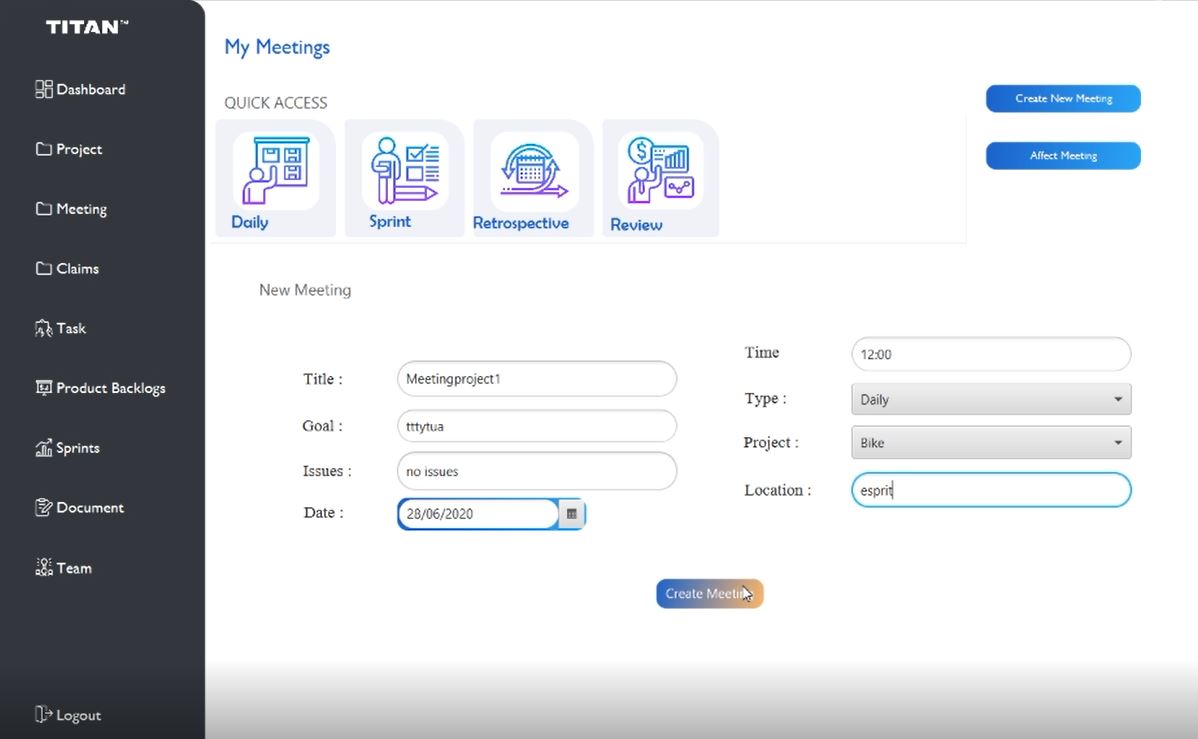 TITAN™
Dashboard
Project
Meeting
Claims
Task
Product Backlogs
Sprints
Document
Team
Logout
My Meetings
QUICK ACCESS
Daily
Sprint
Retrospective
Review
Create New Meeting
Affect Meeting
New Meeting
Title : Meetingproject1
Goal : tttytua
Issues : no issues
Date : 28/06/2020
Time 12:00
Type : Daily
Project : Bike
Location : esprit
Create Meeting